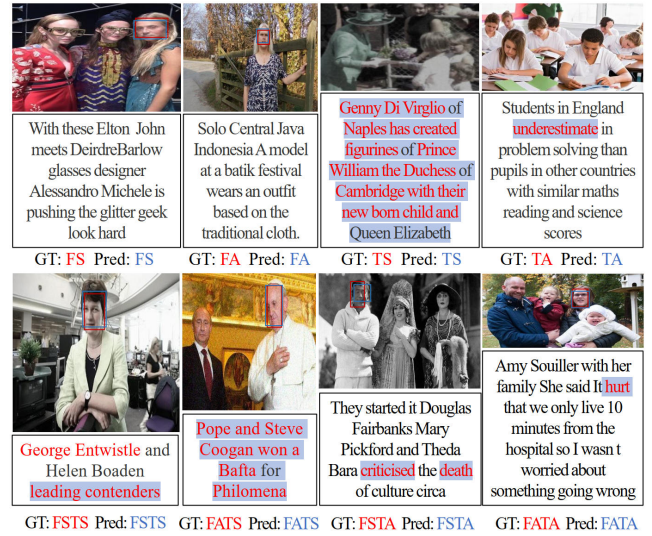 With these Elton John
meets DeirdreBarlow
glasses designer
Alessandro Michele is
pushing the glitter geek
look hard
GT: FS Pred: FS
Solo Central Java
Indonesia A model
at a batik festival
wears an outfit
based on the
traditional cloth.
GT: FA Pred: FA
Genny Di Virglio of
Naples has created
figurines of Prince
William the Duchess of
Cambridge with their
new born child and
Queen Elizabeth
GT: TS Pred: TS
Students in England
underestimate in
problem solving than
pupils in other countries
with similar maths
reading and science
scores
GT: TA Pred: TA
George Entwistle and
Helen Boaden
leading contenders
GT: FSTS Pred: FSTS
Pope and Steve
Coogan won a
Bafta for
Philomena
GT: FATS Pred: FATS
They started it Douglas
Fairbanks Mary
Pickford and Theda
Bara criticised the death
of culture circa
GT: FSTA Pred: FSTA
Amy Souiller with her
family She said It hurt
that we only live 10
minutes from the
hospital so I wasn t
worried about
something going wrong
GT: FATA Pred: FATA